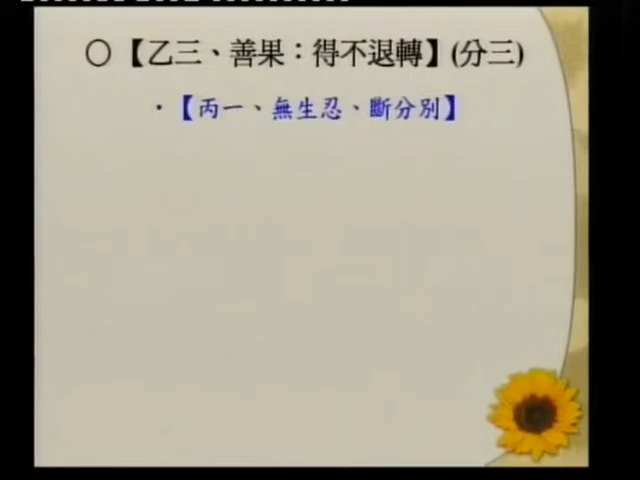 ○【乙三、善果：得不退轉】(分三)
・【丙一、無生忍、斷分別】